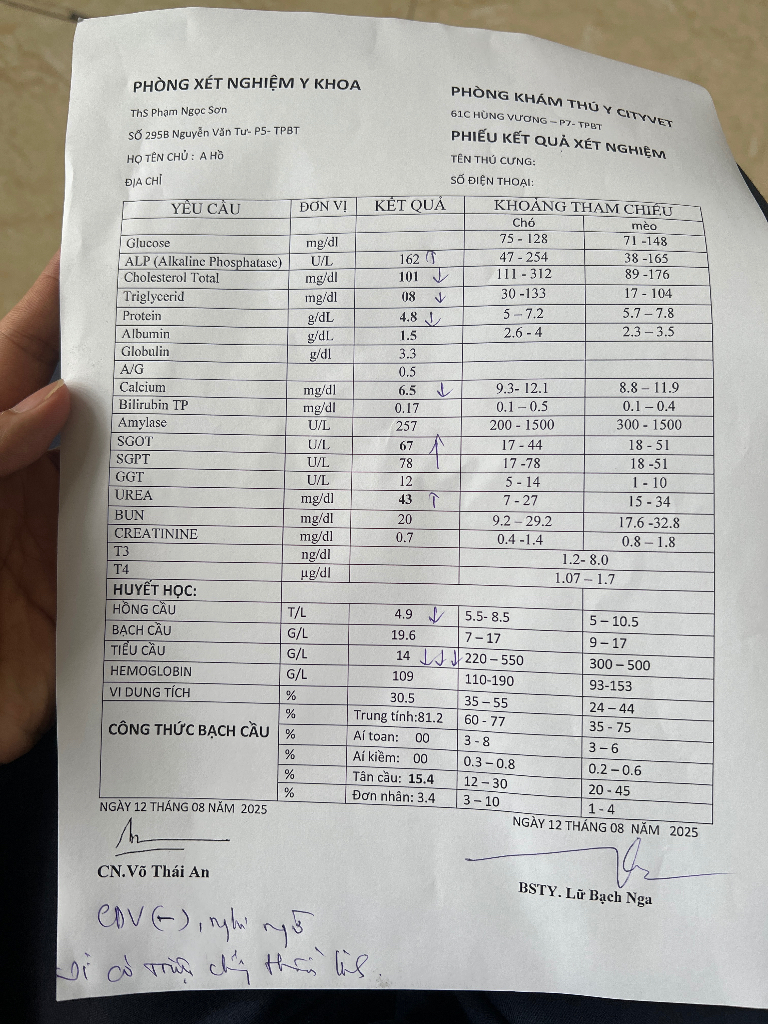 PHÒNG XÉT NGHIỆM Y KHOA
ThS Phạm Ngọc Sơn
SỐ 295B Nguyễn Văn Tư- P5- TPBT
HỌ TÊN CHỦ : A Hồ
ĐỊA CHỈ
PHÒNG KHÁM THÚ Y CITYVET
61C HÙNG VƯƠNG – P7- TPBT
PHIẾU KẾT QUẢ XÉT NGHIỆM
TÊN THÚ CƯNG:
SỐ ĐIỆN THOẠI:
YÊU CẦU ĐƠN VỊ KẾT QUẢ KHOẢNG THAM CHIẾU
Chó mèo
Glucose mg/dl 75 - 128 71 -148
ALP (Alkaline Phosphatase) U/L 162 ↑ 47 - 254 38 -165
Cholesterol Total mg/dl 101 ↓ 111 - 312 89 -176
Triglycerid mg/dl 08 ↓ 30 -133 17 - 104
Protein g/dL 4.8 ↓ 5 – 7.2 5.7 – 7.8
Albumin g/dL 1.5 2.6 - 4 2.3 – 3.5
Globulin g/dl 3.3
A/G 0.5
Calcium mg/dl 6.5 ↓ 9.3- 12.1 8.8 – 11.9
Bilirubin TP mg/dl 0.17 0.1 – 0.5 0.1 – 0.4
Amylase U/L 257 200 - 1500 300 - 1500
SGOT U/L 67 ↑ 17 - 44 18 - 51
SGPT U/L 78 17 -78 18 -51
GGT U/L 12 5 - 14 1 - 10
UREA mg/dl 43 ↑ 7 - 27 15 - 34
BUN mg/dl 20 9.2 – 29.2 17.6 -32.8
CREATININE mg/dl 0.7 0.4 -1.4 0.8 – 1.8
T3 ng/dl 1.2- 8.0
T4 µg/dl 1.07 – 1.7
HUYẾT HỌC:
HỒNG CẦU T/L 4.9 ↓ 5.5- 8.5 5 – 10.5
BẠCH CẦU G/L 19.6 7 – 17 9 – 17
TIỂU CẦU G/L 14 ↓↓↓ 220 – 550 300 – 500
HEMOGLOBIN G/L 109 110-190 93-153
VI DUNG TÍCH % 30.5 35 – 55 24 – 44
CÔNG THỨC BẠCH CẦU % Trung tính:81.2 60 - 77 35 - 75
% Aí toan: 00 3 - 8 3 – 6
% Aí kiềm: 00 0.3 – 0.8 0.2 – 0.6
% Tân cầu: 15.4 12 – 30 20 - 45
% Đơn nhân: 3.4 3 – 10 1 - 4
NGÀY 12 THÁNG 08 NĂM 2025
CN.Võ Thái An
NGÀY 12 THÁNG 08 NĂM 2025
BSTY. Lữ Bạch Nga
CDV (-), nghi ngờ
vì có triệu chứng thần kinh.